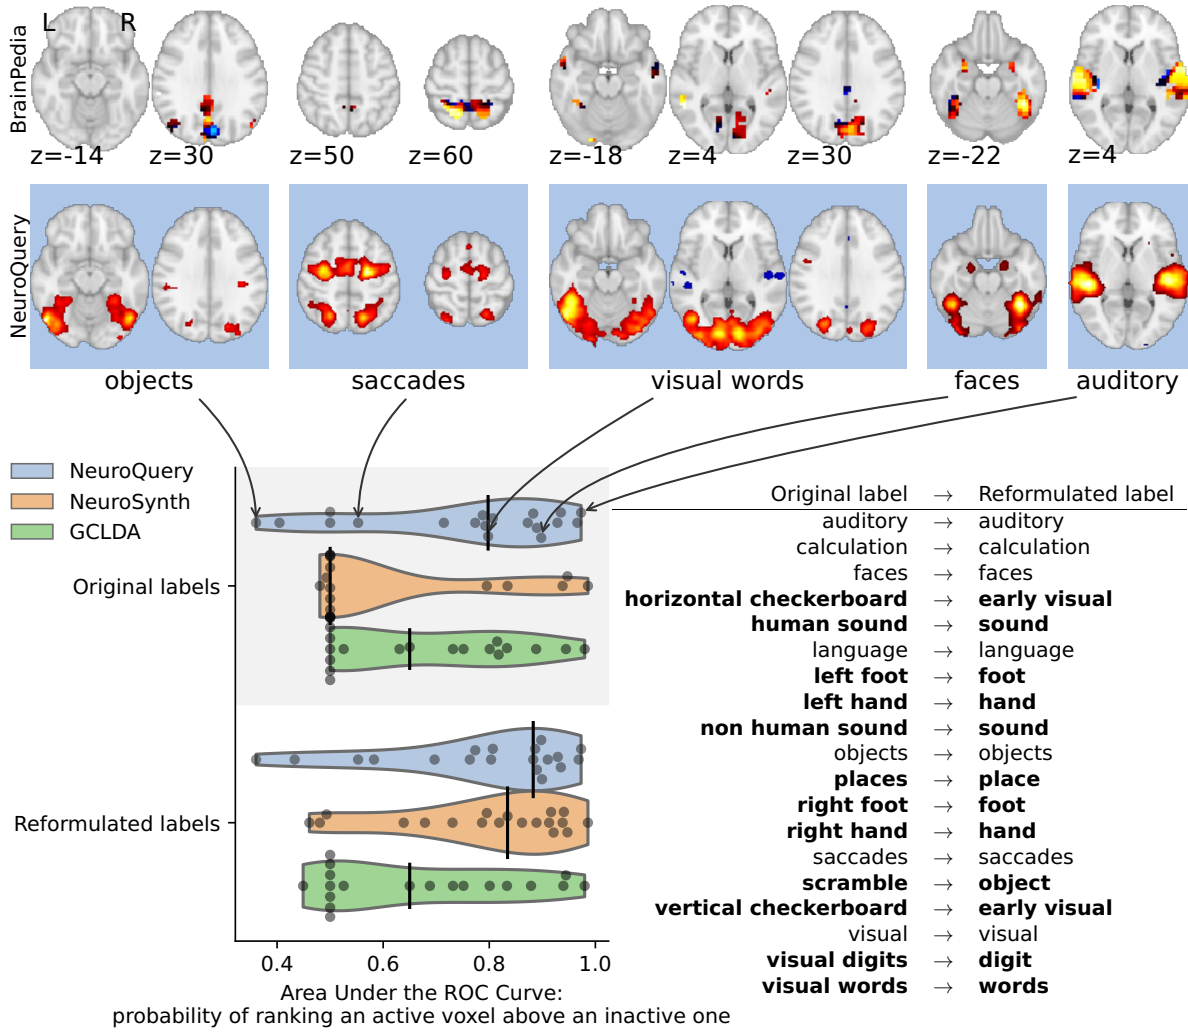 L R
BrainPedia
z=-14 z=30 z=50 z=60 z=-18 z=4 z=30 z=-22 z=4
NeuroQuery
objects saccades visual words faces auditory
NeuroQuery
NeuroSynth
GCLDA
Original labels
Reformulated labels
0.4 0.6 0.8 1.0
Area Under the ROC Curve:
probability of ranking an active voxel above an inactive one
Original label → Reformulated label
auditory → auditory
calculation → calculation
faces → faces
horizontal checkerboard → early visual
human sound → sound
language → language
left foot → foot
left hand → hand
non human sound → sound
objects → objects
places → place
right foot → foot
right hand → hand
saccades → saccades
scramble → object
vertical checkerboard → early visual
visual → visual
visual digits → digit
visual words → words